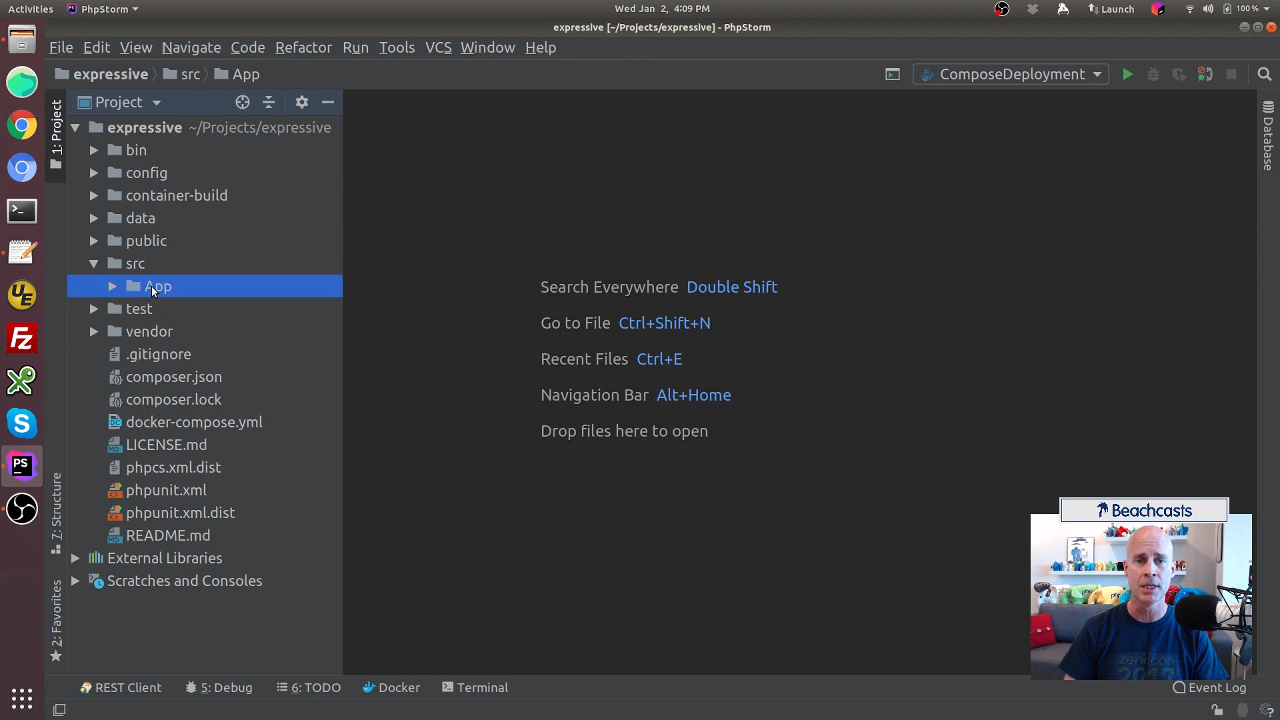 Activities
PhpStorm
Wed Jan 2, 4:09 PM
Launch
100 %
expressive [~/Projects/expressive] - PhpStorm
File Edit View Navigate Code Refactor Run Tools VCS Window Help
expressive src App
ComposeDeployment
1: Project
Project
Database
expressive ~/Projects/expressive
bin
config
container-build
data
public
src
App
test
vendor
.gitignore
composer.json
composer.lock
docker-compose.yml
LICENSE.md
phpcs.xml.dist
phpunit.xml
phpunit.xml.dist
README.md
External Libraries
Scratches and Consoles
Search Everywhere Double Shift
Go to File Ctrl+Shift+N
Recent Files Ctrl+E
Navigation Bar Alt+Home
Drop files here to open
7: Structure
2: Favorites
UE
Fz
PS
Beachcasts
REST Client
5: Debug
6: TODO
Docker
Terminal
Event Log